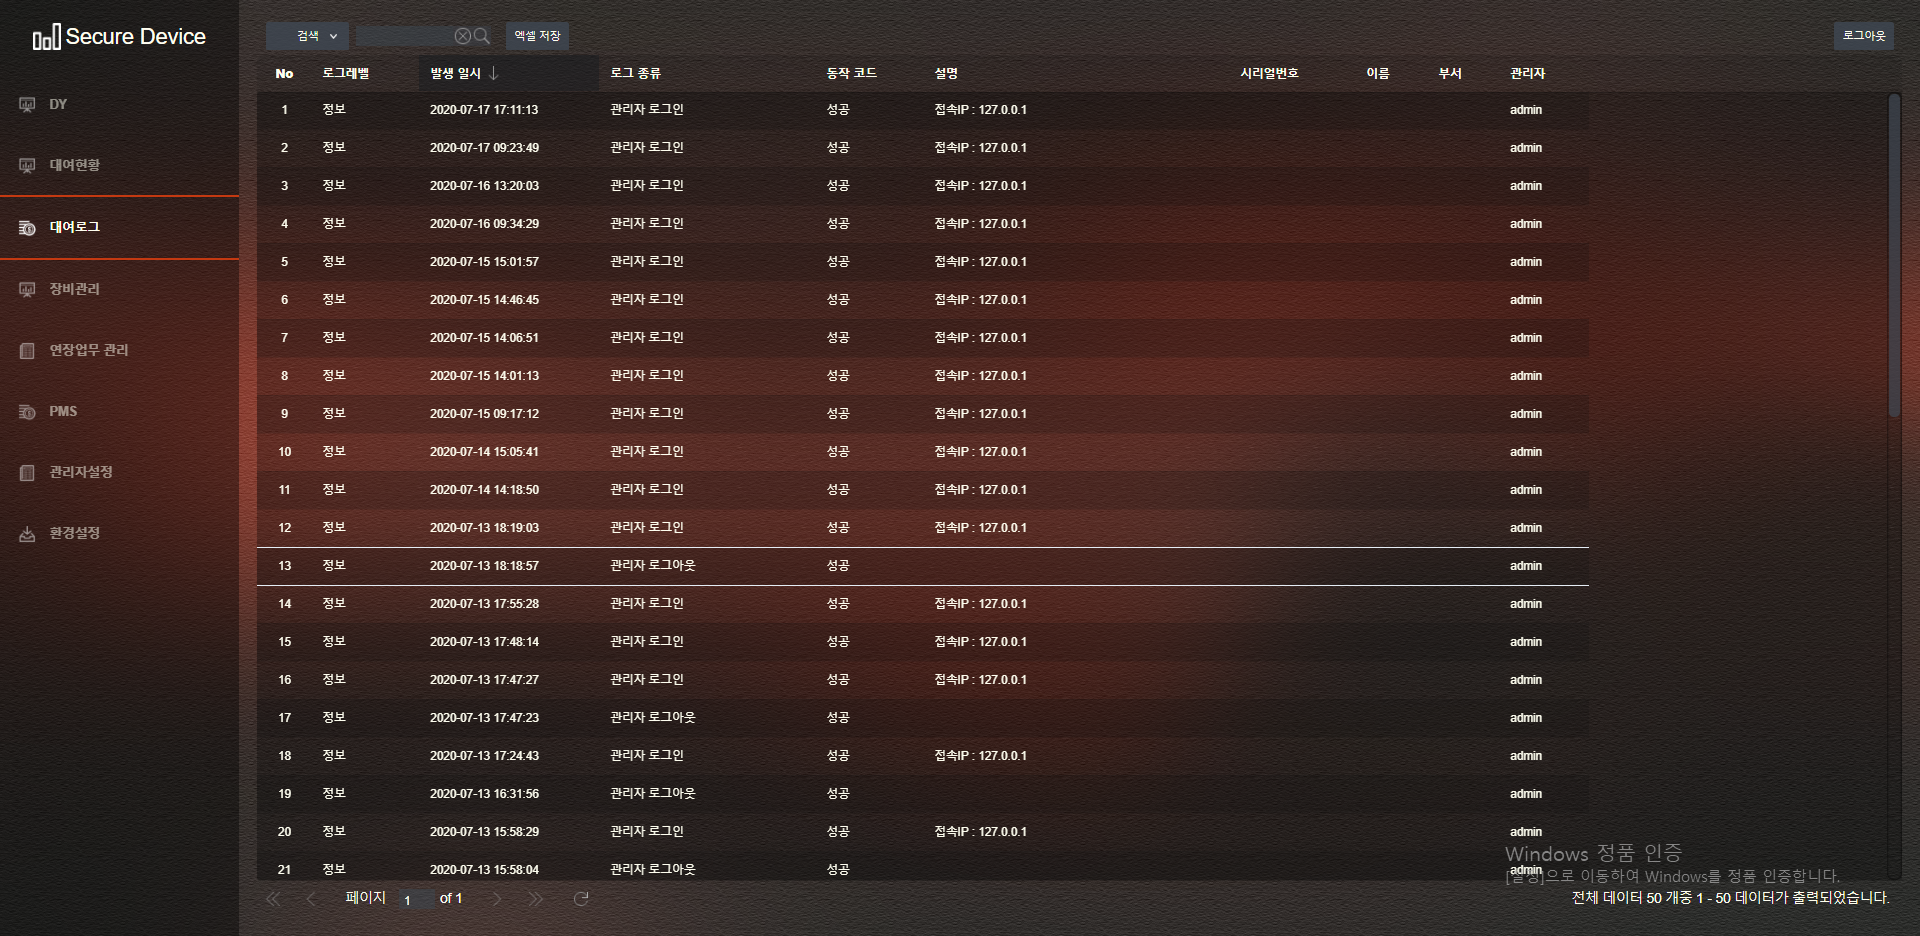 Secure Device
검색
엑셀 저장
로그아웃
DY
대여현황
대여로그
장비관리
연장업무 관리
PMS
관리자설정
환경설정
No 로그레벨 발생 일시 로그 종류 동작 코드 설명 시리얼번호 이름 부서 관리자
1 정보 2020-07-17 17:11:13 관리자 로그인 성공 접속IP : 127.0.0.1 admin
2 정보 2020-07-17 09:23:49 관리자 로그인 성공 접속IP : 127.0.0.1 admin
3 정보 2020-07-16 13:20:03 관리자 로그인 성공 접속IP : 127.0.0.1 admin
4 정보 2020-07-16 09:34:29 관리자 로그인 성공 접속IP : 127.0.0.1 admin
5 정보 2020-07-15 15:01:57 관리자 로그인 성공 접속IP : 127.0.0.1 admin
6 정보 2020-07-15 14:46:45 관리자 로그인 성공 접속IP : 127.0.0.1 admin
7 정보 2020-07-15 14:06:51 관리자 로그인 성공 접속IP : 127.0.0.1 admin
8 정보 2020-07-15 14:01:13 관리자 로그인 성공 접속IP : 127.0.0.1 admin
9 정보 2020-07-15 09:17:12 관리자 로그인 성공 접속IP : 127.0.0.1 admin
10 정보 2020-07-14 15:05:41 관리자 로그인 성공 접속IP : 127.0.0.1 admin
11 정보 2020-07-14 14:18:50 관리자 로그인 성공 접속IP : 127.0.0.1 admin
12 정보 2020-07-13 18:19:03 관리자 로그인 성공 접속IP : 127.0.0.1 admin
13 정보 2020-07-13 18:18:57 관리자 로그아웃 성공 admin
14 정보 2020-07-13 17:55:28 관리자 로그인 성공 접속IP : 127.0.0.1 admin
15 정보 2020-07-13 17:48:14 관리자 로그인 성공 접속IP : 127.0.0.1 admin
16 정보 2020-07-13 17:47:27 관리자 로그인 성공 접속IP : 127.0.0.1 admin
17 정보 2020-07-13 17:47:23 관리자 로그아웃 성공 admin
18 정보 2020-07-13 17:24:43 관리자 로그인 성공 접속IP : 127.0.0.1 admin
19 정보 2020-07-13 16:31:56 관리자 로그아웃 성공 admin
20 정보 2020-07-13 15:58:29 관리자 로그인 성공 접속IP : 127.0.0.1 admin
21 정보 2020-07-13 15:58:04 관리자 로그아웃 성공 admin
Windows 정품 인증
[설정]으로 이동하여 Windows를 정품 인증합니다.
페이지 1 of 1
전체 데이터 50 개중 1 - 50 데이터가 출력되었습니다.